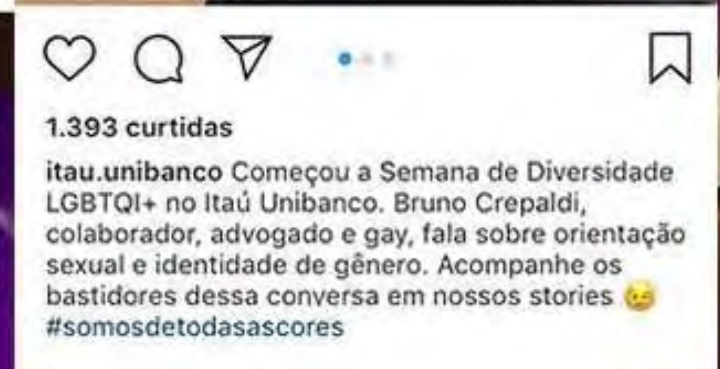 1.393 curtidas
itau.unibanco Começou a Semana de Diversidade
LGBTQI+ no Itaú Unibanco. Bruno Crepaldi,
colaborador, advogado e gay, fala sobre orientação
sexual e identidade de gênero. Acompanhe os
bastidores dessa conversa em nossos stories 😉
#somosdetodasascores